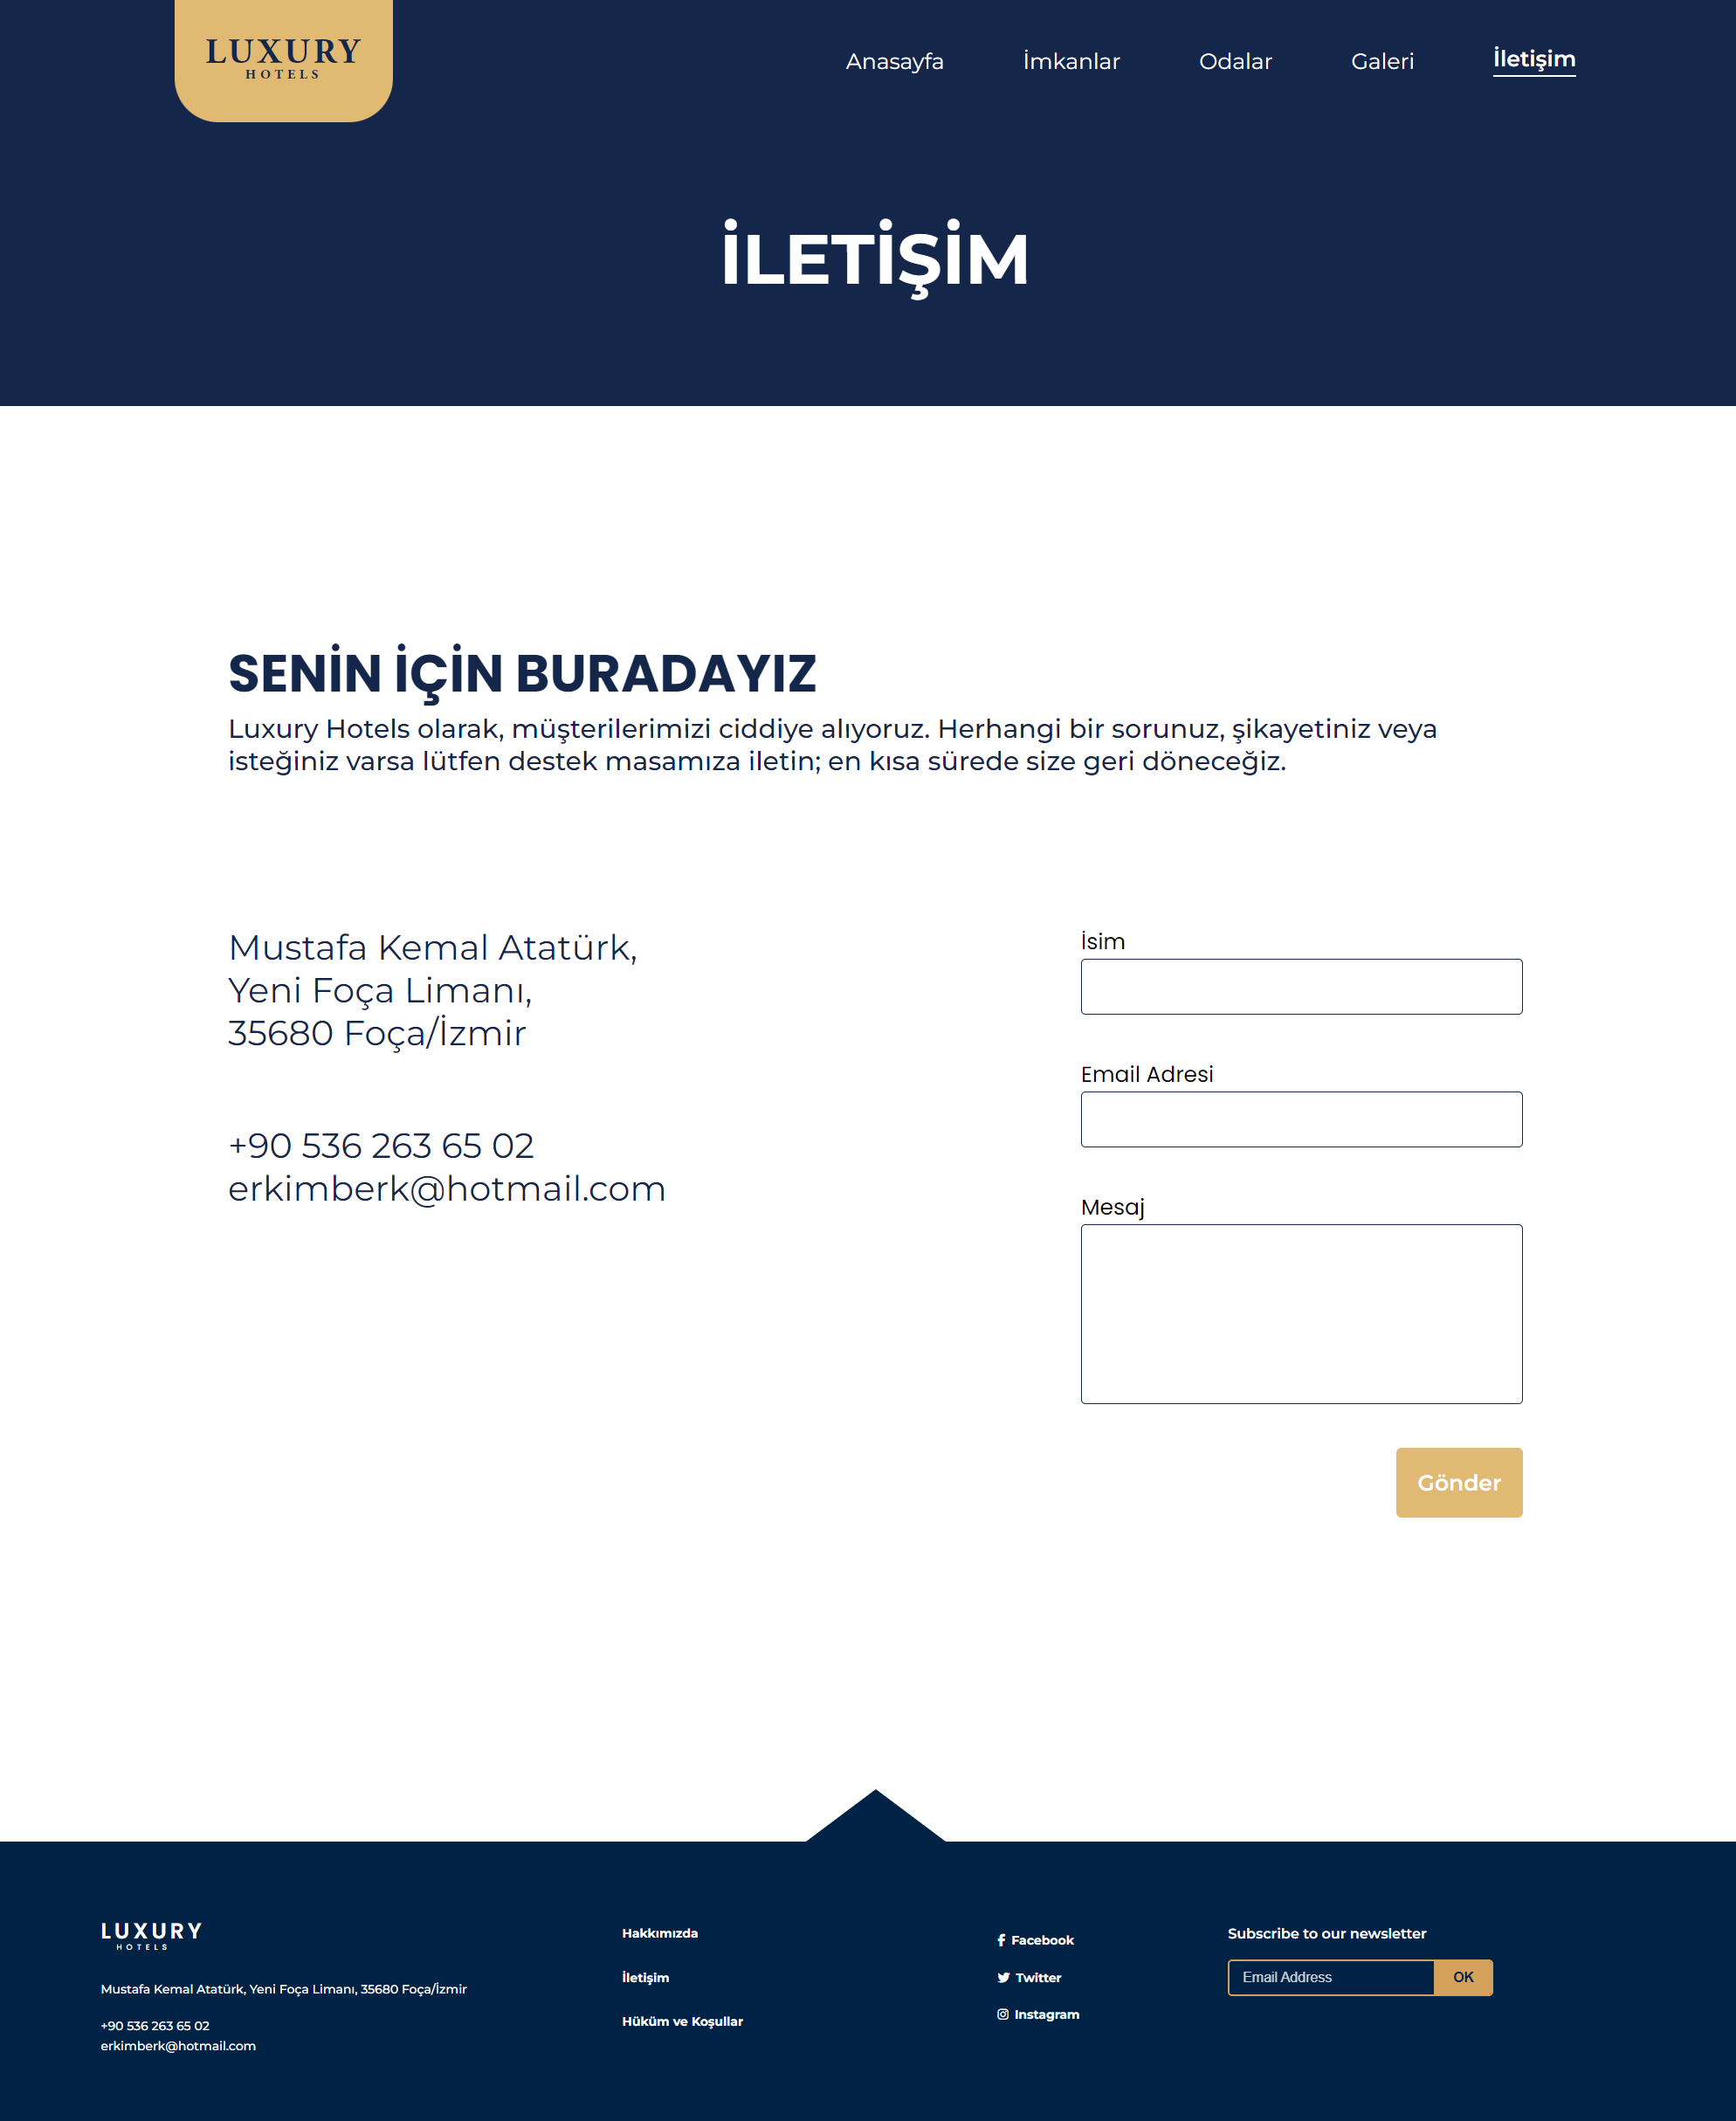 LUXURY
HOTELS
Anasayfa
İmkanlar
Odalar
Galeri
İletişim
İLETİŞİM
SENİN İÇİN BURADAYIZ
Luxury Hotels olarak, müşterilerimizi ciddiye alıyoruz. Herhangi bir sorunuz, şikayetiniz veya
isteğiniz varsa lütfen destek masamıza iletin; en kısa sürede size geri döneceğiz.
Mustafa Kemal Atatürk,
Yeni Foça Limanı,
35680 Foça/İzmir
+90 536 263 65 02
erkimberk@hotmail.com
İsim
Email Adresi
Mesaj
Gönder
LUXURY
HOTELS
Mustafa Kemal Atatürk, Yeni Foça Limanı, 35680 Foça/İzmir
+90 536 263 65 02
erkimberk@hotmail.com
Hakkımızda
İletişim
Hüküm ve Koşullar
Facebook
Twitter
Instagram
Subscribe to our newsletter
Email Address
OK